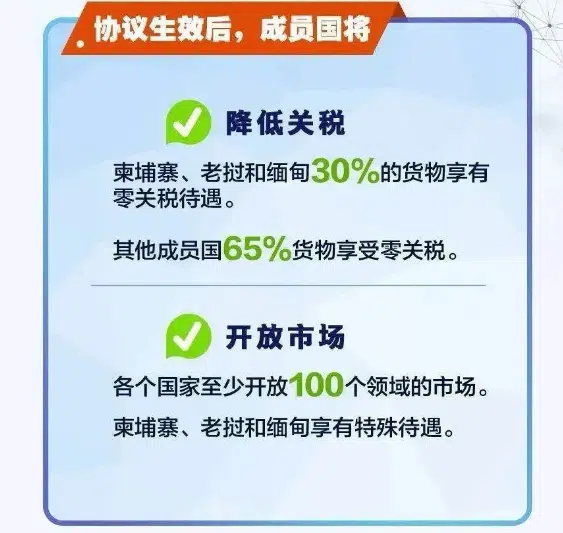 协议生效后，成员国将
降低关税
柬埔寨、老挝和缅甸30%的货物享有
零关税待遇。
其他成员国65%货物享受零关税。
开放市场
各个国家至少开放100个领域的市场。
柬埔寨、老挝和缅甸享有特殊待遇。